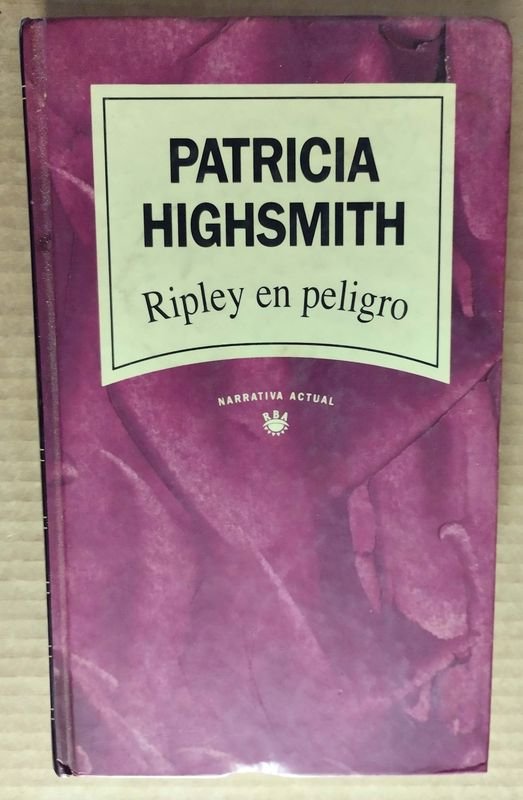 PATRICIA
HIGHSMITH
Ripley en peligro
NARRATIVA ACTUAL
RBA